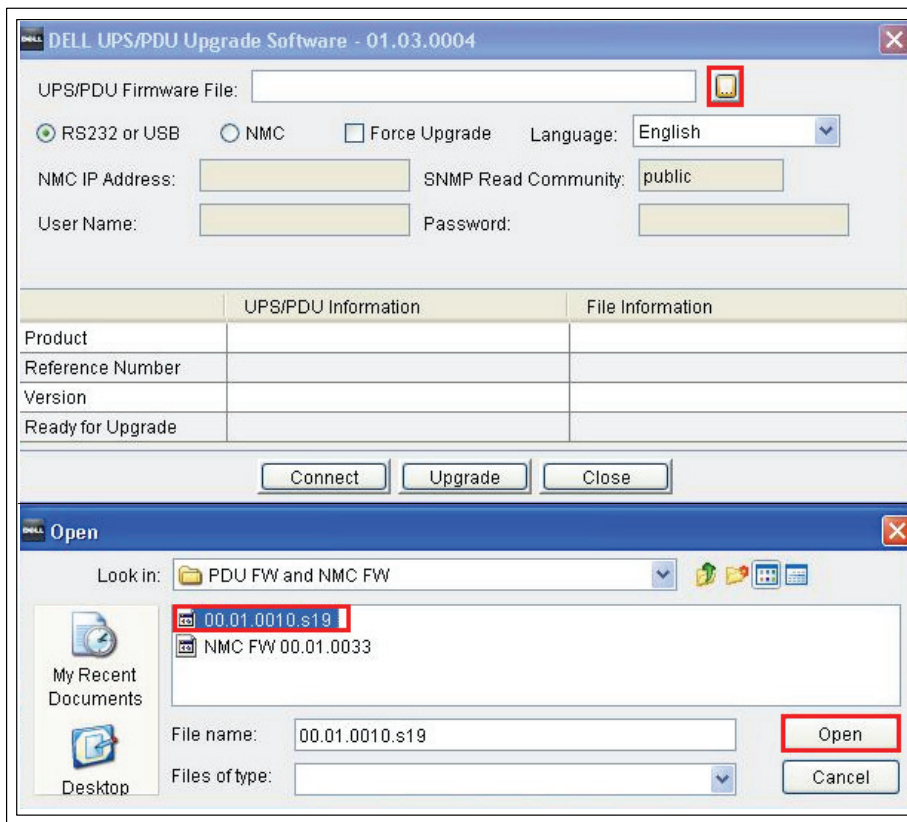 DELL DELL UPS/PDU Upgrade Software - 01.03.0004
UPS/PDU Firmware File: ...
RS232 or USB NMC Force Upgrade Language: English
NMC IP Address: SNMP Read Community: public
User Name: Password:
UPS/PDU Information File Information
Product
Reference Number
Version
Ready for Upgrade
Connect Upgrade Close
DELL Open
Look in: PDU FW and NMC FW
00.01.0010.s19
NMC FW 00.01.0033
My Recent
Documents
Desktop
File name: 00.01.0010.s19 Open
Files of type: Cancel